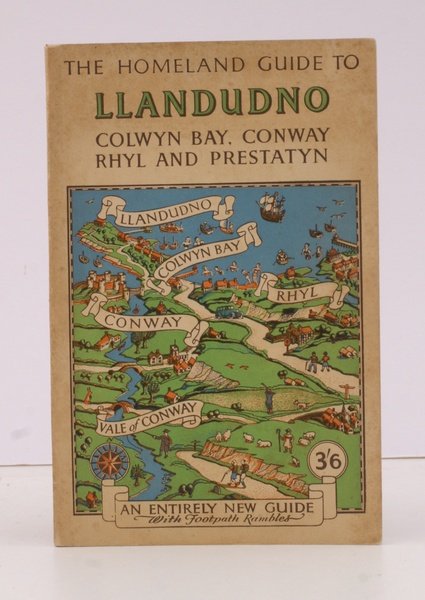 THE HOMELAND GUIDE TO
LLANDUDNO
COLWYN BAY, CONWAY
RHYL AND PRESTATYN
LLANDUDNO
COLWYN BAY
RHYL
CONWAY
VALE of CONWAY
3'6
AN ENTIRELY NEW GUIDE
With Footpath Rambles